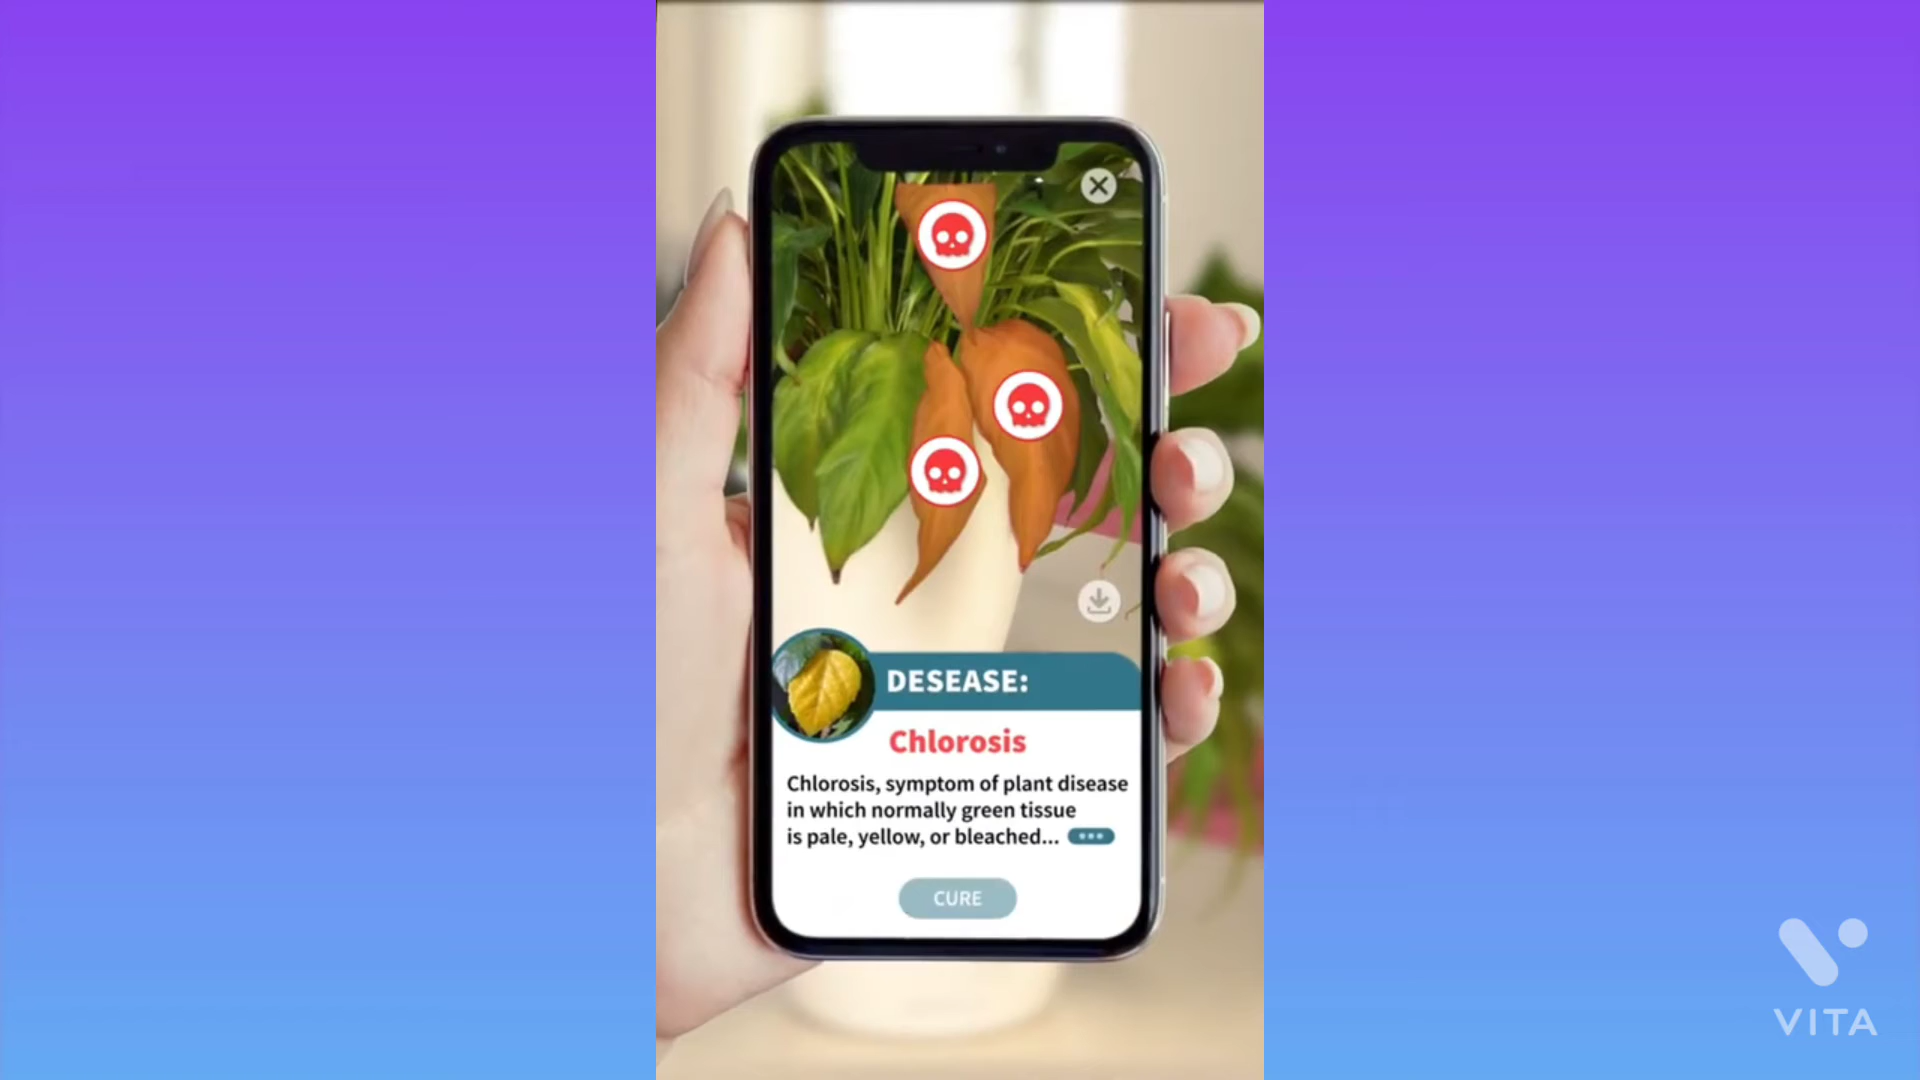 DESEASE:
Chlorosis
Chlorosis, symptom of plant disease
in which normally green tissue
is pale, yellow, or bleached...
CURE
VITA